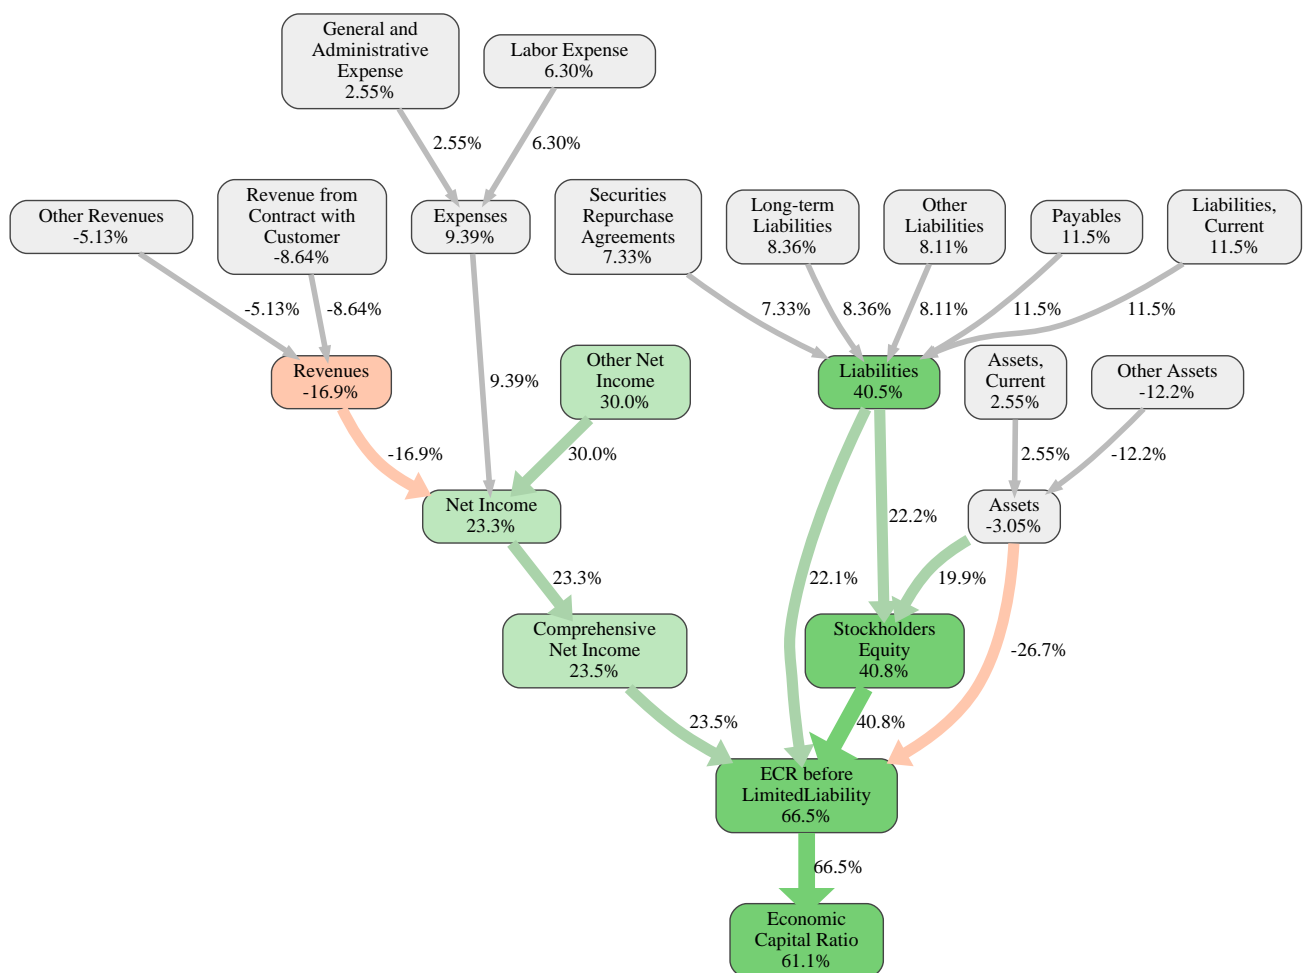 General and
Administrative
Expense
2.55%
Labor Expense
6.30%
2.55%
6.30%
Other Revenues
-5.13%
Revenue from
Contract with
Customer
-8.64%
Expenses
9.39%
Securities
Repurchase
Agreements
7.33%
Long-term
Liabilities
8.36%
Other
Liabilities
8.11%
Payables
11.5%
Liabilities,
Current
11.5%
-5.13%
-8.64%
7.33%
8.36%
8.11%
11.5%
11.5%
Revenues
-16.9%
9.39%
Other Net
Income
30.0%
Liabilities
40.5%
Assets,
Current
2.55%
Other Assets
-12.2%
-16.9%
30.0%
2.55%
-12.2%
Net Income
23.3%
22.2%
Assets
-3.05%
23.3%
22.1%
19.9%
Comprehensive
Net Income
23.5%
Stockholders
Equity
40.8%
-26.7%
23.5%
40.8%
ECR before
LimitedLiability
66.5%
66.5%
Economic
Capital Ratio
61.1%